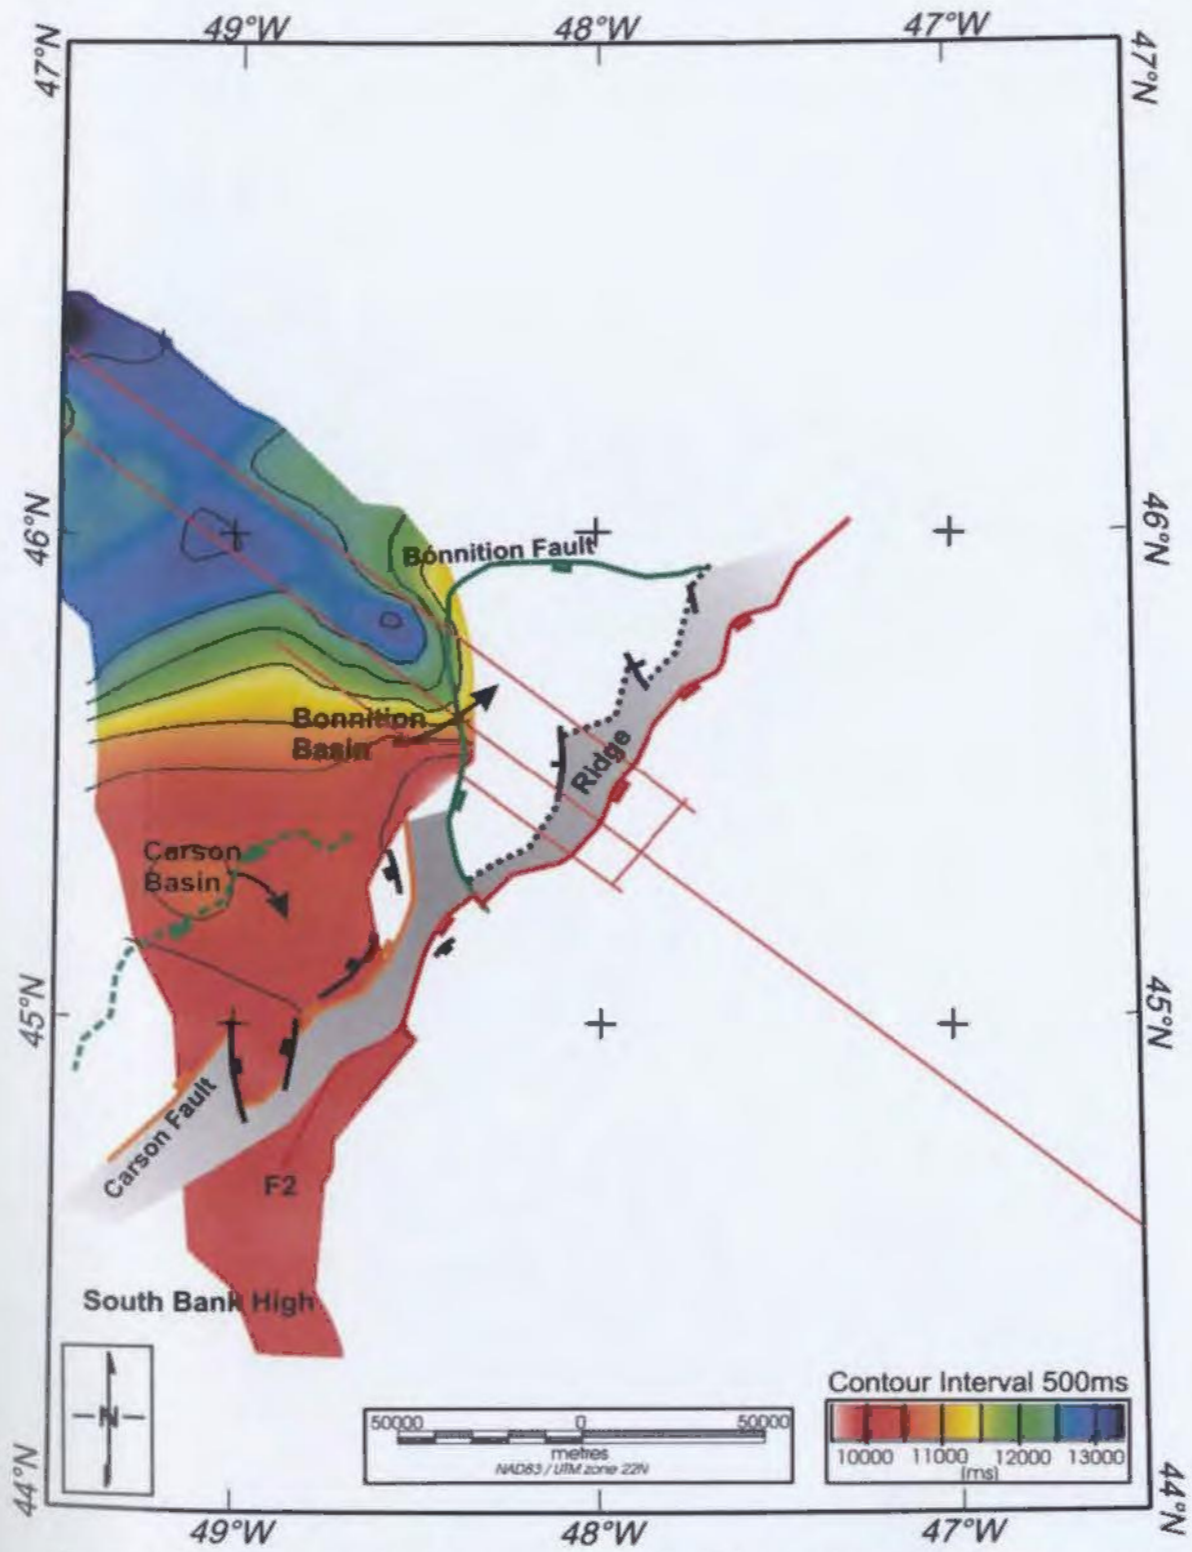 49°W
48°W
47°W
47°N
47°N
46°N
46°N
Bonnition Fault
Bonnition
Basin
Ridge
Carson
Basin
45°N
45°N
Carson Fault
F2
South Bank High
N
Contour Interval 500ms
50000 0 50000
metres
NAD83 / UTM zone 22N
10000 11000 12000 13000
(ms)
44°N
44°N
49°W
48°W
47°W